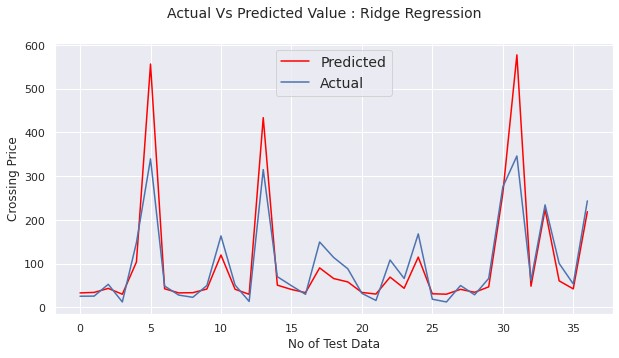 Actual Vs Predicted Value : Ridge Regression
600
500
400
300
200
100
0
Crossing Price
Predicted
Actual
0 5 10 15 20 25 30 35
No of Test Data